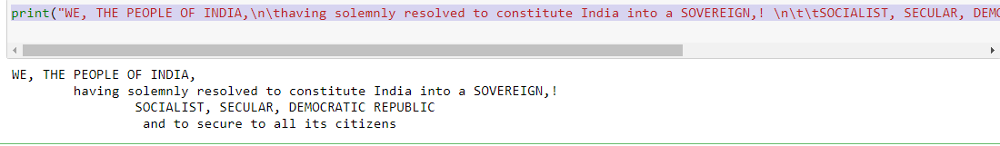 print("WE, THE PEOPLE OF INDIA,\n\thaving solemnly resolved to constitute India into a SOVEREIGN,! \n\t\tSOCIALIST, SECULAR, DEMO
WE, THE PEOPLE OF INDIA,
having solemnly resolved to constitute India into a SOVEREIGN,!
SOCIALIST, SECULAR, DEMOCRATIC REPUBLIC
and to secure to all its citizens